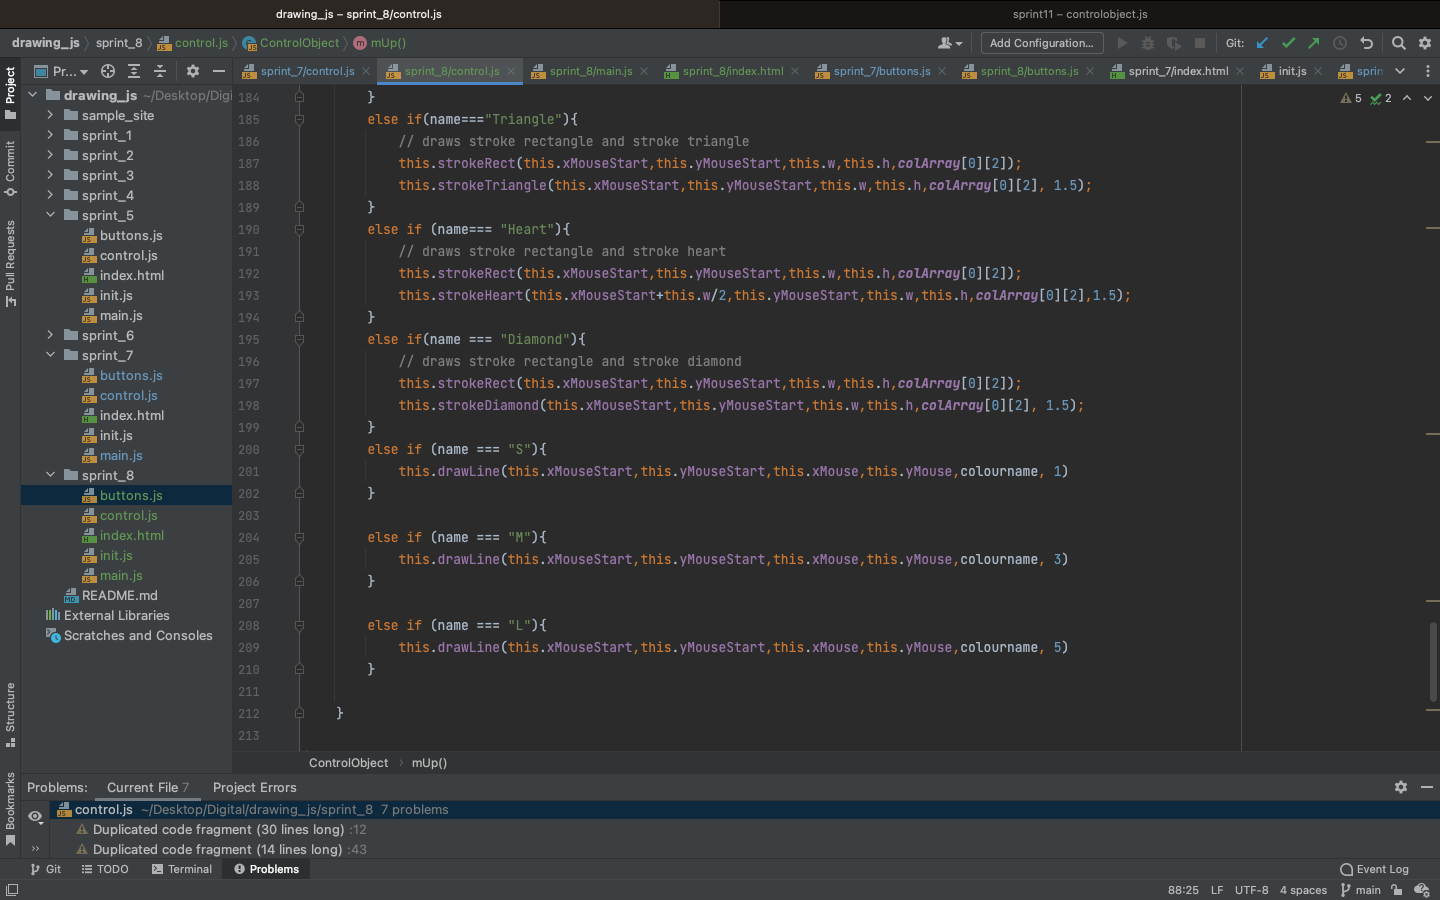 drawing_js – sprint_8/control.js
sprint11 – controlobject.js
drawing_js sprint_8 control.js ControlObject mUp()
Add Configuration... Git:
Pr... sprint_7/control.js sprint_8/control.js sprint_8/main.js sprint_8/index.html sprint_7/buttons.js sprint_8/buttons.js sprint_7/index.html init.js sprin
Project
Commit
Pull Requests
Structure
Bookmarks
drawing_js ~/Desktop/Digi
sample_site
sprint_1
sprint_2
sprint_3
sprint_4
sprint_5
buttons.js
control.js
index.html
init.js
main.js
sprint_6
sprint_7
buttons.js
control.js
index.html
init.js
main.js
sprint_8
buttons.js
control.js
index.html
init.js
main.js
README.md
External Libraries
Scratches and Consoles
5 2
184 }
185 else if(name==="Triangle"){
186 // draws stroke rectangle and stroke triangle
187 this.strokeRect(this.xMouseStart,this.yMouseStart,this.w,this.h,colArray[0][2]);
188 this.strokeTriangle(this.xMouseStart,this.yMouseStart,this.w,this.h,colArray[0][2], 1.5);
189 }
190 else if (name=== "Heart"){
191 // draws stroke rectangle and stroke heart
192 this.strokeRect(this.xMouseStart,this.yMouseStart,this.w,this.h,colArray[0][2]);
193 this.strokeHeart(this.xMouseStart+this.w/2,this.yMouseStart,this.w,this.h,colArray[0][2],1.5);
194 }
195 else if(name === "Diamond"){
196 // draws stroke rectangle and stroke diamond
197 this.strokeRect(this.xMouseStart,this.yMouseStart,this.w,this.h,colArray[0][2]);
198 this.strokeDiamond(this.xMouseStart,this.yMouseStart,this.w,this.h,colArray[0][2], 1.5);
199 }
200 else if (name === "S"){
201 this.drawLine(this.xMouseStart,this.yMouseStart,this.xMouse,this.yMouse,colourname, 1)
202 }
203
204 else if (name === "M"){
205 this.drawLine(this.xMouseStart,this.yMouseStart,this.xMouse,this.yMouse,colourname, 3)
206 }
207
208 else if (name === "L"){
209 this.drawLine(this.xMouseStart,this.yMouseStart,this.xMouse,this.yMouse,colourname, 5)
210 }
211
212 }
213
ControlObject mUp()
Problems: Current File 7 Project Errors
control.js ~/Desktop/Digital/drawing_js/sprint_8 7 problems
Duplicated code fragment (30 lines long) :12
Duplicated code fragment (14 lines long) :43
Git TODO Terminal Problems Event Log
88:25 LF UTF-8 4 spaces main